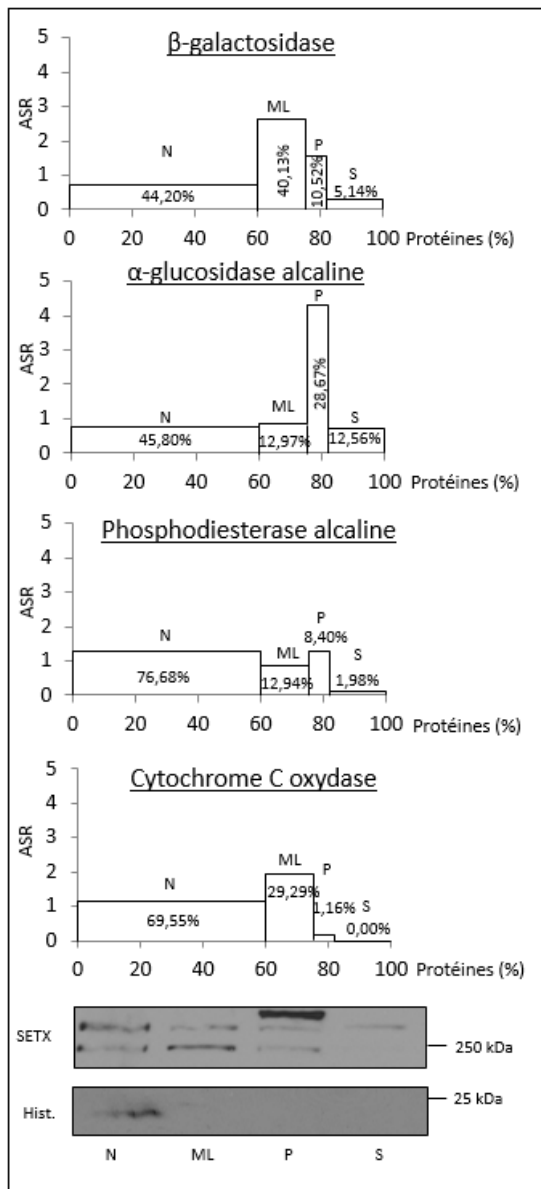 β-galactosidase
5
4
3
2
1
0
ASR
N
44,20%
ML
40,13%
P
10,52%
S
5,14%
0 20 40 60 80 100 Protéines (%)
α-glucosidase alcaline
5
4
3
2
1
0
ASR
N
45,80%
ML
12,97%
P
28,67%
S
12,56%
0 20 40 60 80 100 Protéines (%)
Phosphodiesterase alcaline
5
4
3
2
1
0
ASR
N
76,68%
ML
12,94%
P
8,40%
S
1,98%
0 20 40 60 80 100 Protéines (%)
Cytochrome C oxydase
5
4
3
2
1
0
ASR
N
69,55%
ML
29,29%
P
1,16%
S
0,00%
0 20 40 60 80 100 Protéines (%)
SETX
250 kDa
Hist.
25 kDa
N ML P S